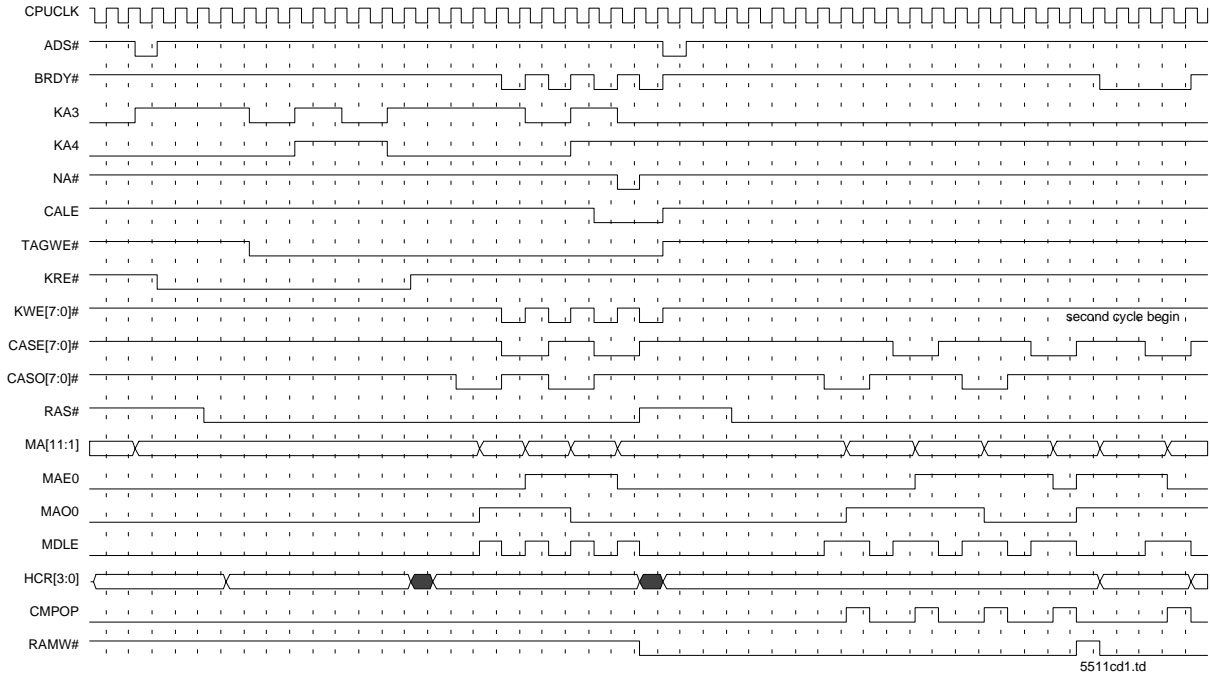 CPUCLK
ADS#
BRDY#
KA3
KA4
NA#
CALE
TAGWE#
KRE#
KWE[7:0]#
second cycle begin
CASE[7:0]#
CASO[7:0]#
RAS#
MA[11:1]
MAE0
MAO0
MDLE
HCR[3:0]
CMPOP
RAMW#
5511cd1.td